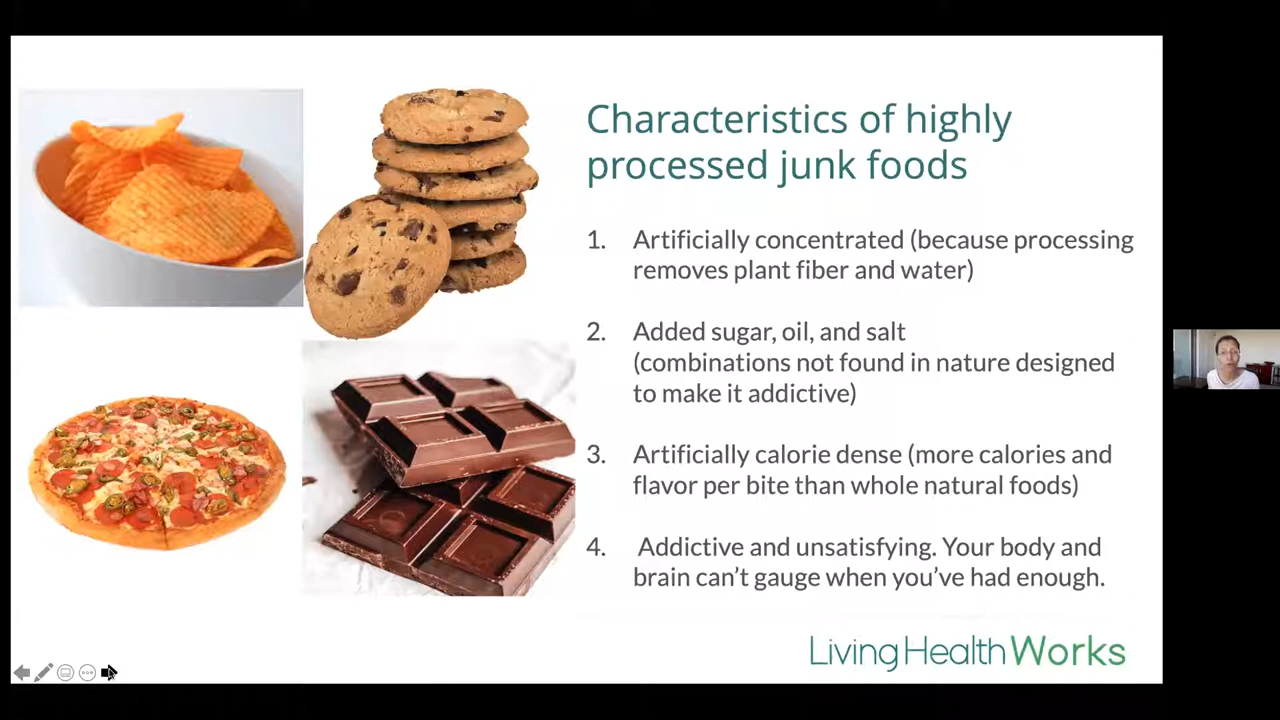 Characteristics of highly
processed junk foods
1. Artificially concentrated (because processing
removes plant fiber and water)
2. Added sugar, oil, and salt
(combinations not found in nature designed
to make it addictive)
3. Artificially calorie dense (more calories and
flavor per bite than whole natural foods)
4. Addictive and unsatisfying. Your body and
brain can’t gauge when you’ve had enough.
LivingHealthWorks